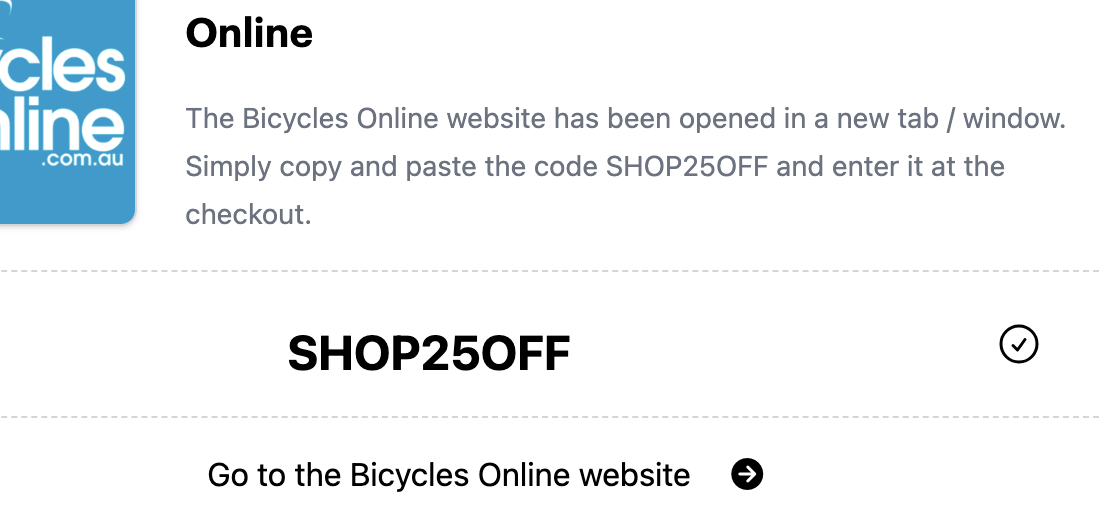 cles
nline
.com.au
Online
The Bicycles Online website has been opened in a new tab / window.
Simply copy and paste the code SHOP25OFF and enter it at the
checkout.
SHOP25OFF
Go to the Bicycles Online website